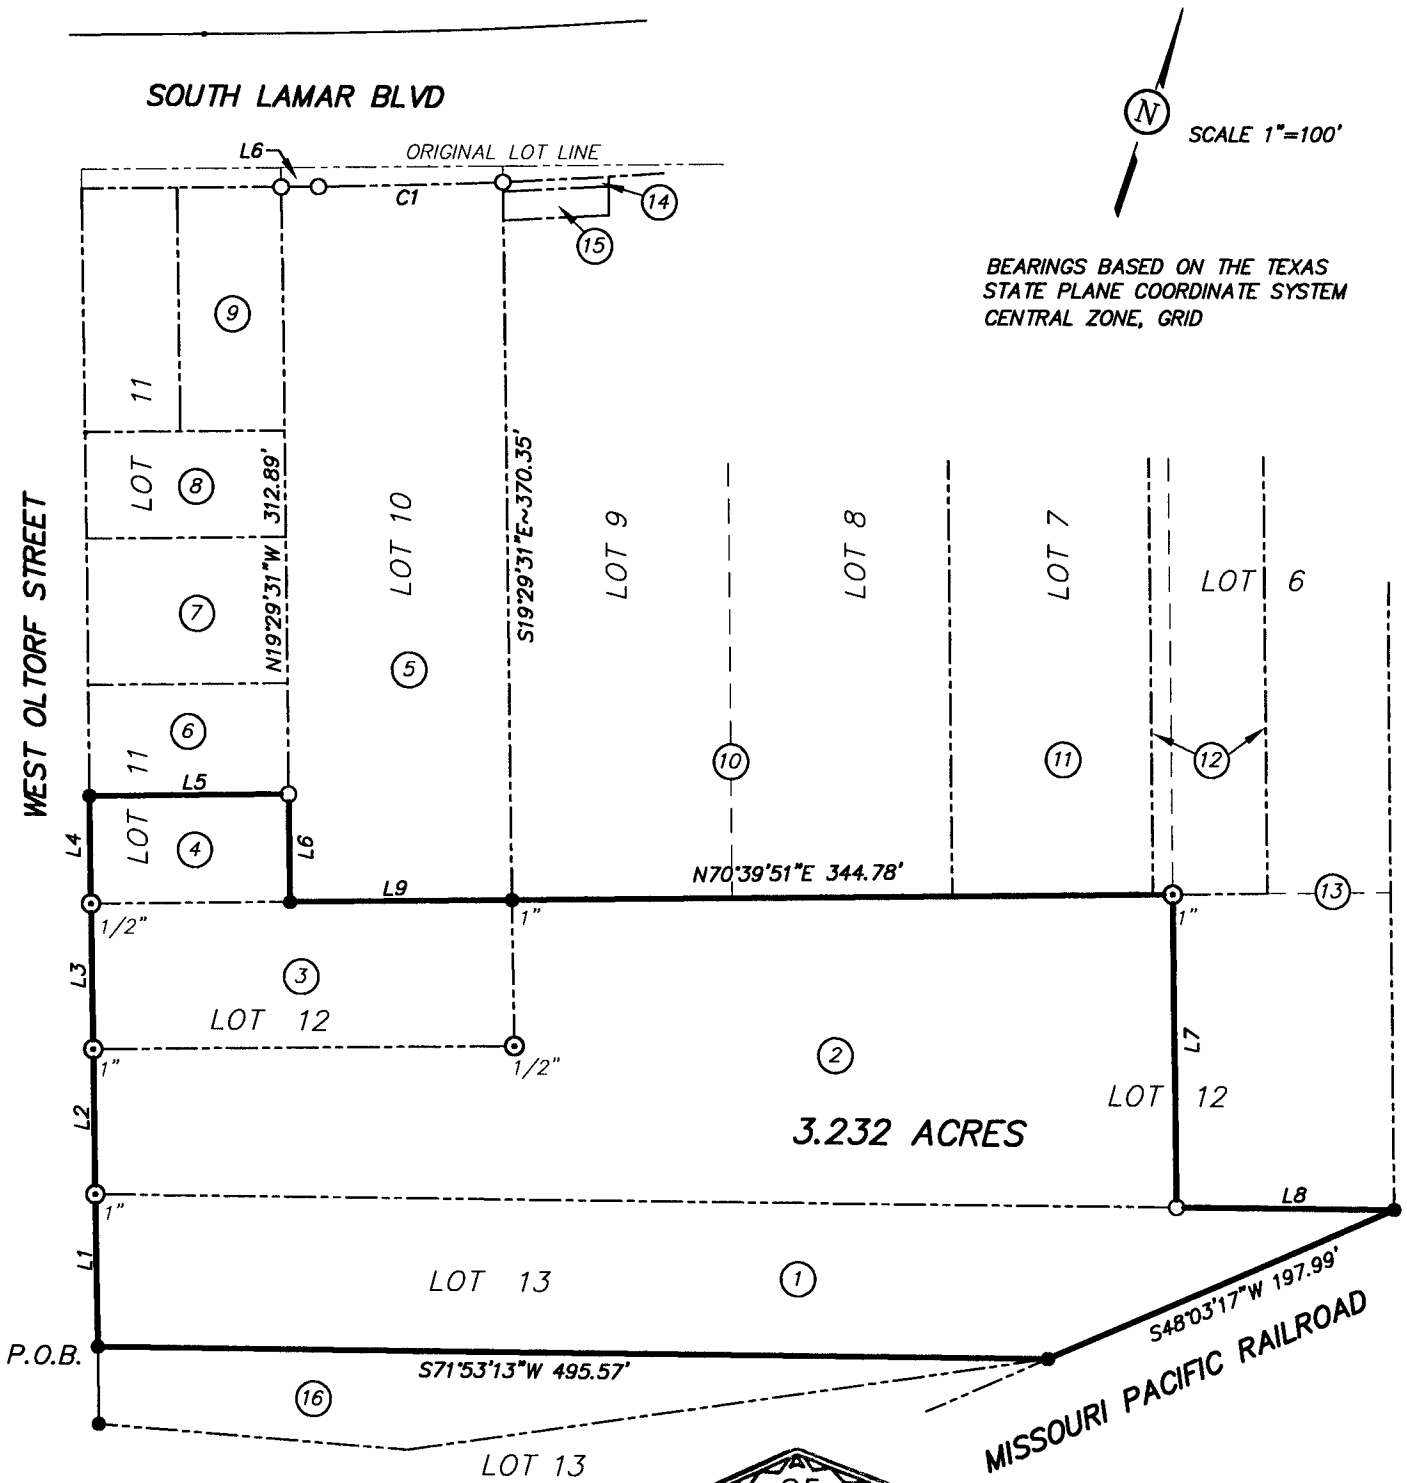 SOUTH LAMAR BLVD
N
SCALE 1"=100'
L6
ORIGINAL LOT LINE
C1
14
15
BEARINGS BASED ON THE TEXAS
STATE PLANE COORDINATE SYSTEM
CENTRAL ZONE, GRID
9
LOT 11
8
N19°29'31"W 312.89'
LOT 10
S19°29'31"E~370.35'
LOT 9
LOT 8
LOT 7
LOT 6
WEST OLTORF STREET
7
5
6
10
11
12
LOT 11
L5
L4
4
L6
L9
N70°39'51"E 344.78'
13
1/2"
1"
1"
L3
3
LOT 12
1"
1/2"
2
L7
LOT 12
L2
3.232 ACRES
1"
L8
L1
LOT 13
1
S48°03'17"W 197.99'
P.O.B.
S71°53'13"W 495.57'
MISSOURI PACIFIC RAILROAD
16
LOT 13
OF